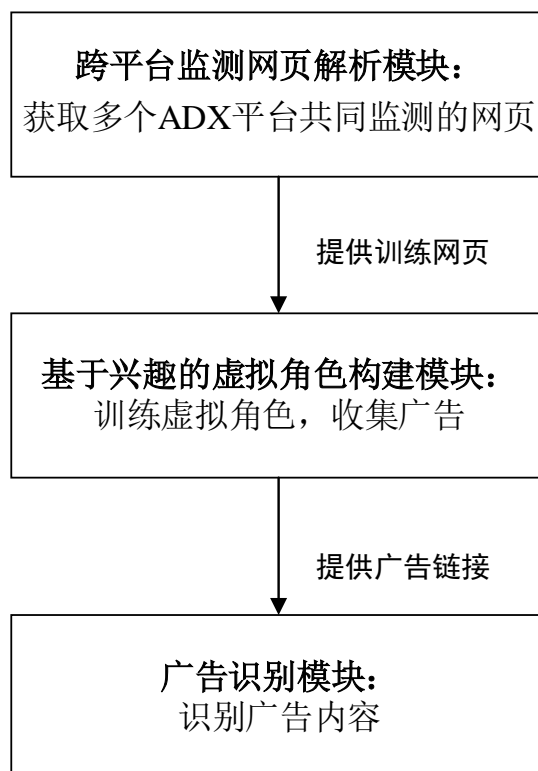 跨平台监测网页解析模块：
获取多个ADX平台共同监测的网页
提供训练网页
基于兴趣的虚拟角色构建模块：
训练虚拟角色，收集广告
提供广告链接
广告识别模块：
识别广告内容